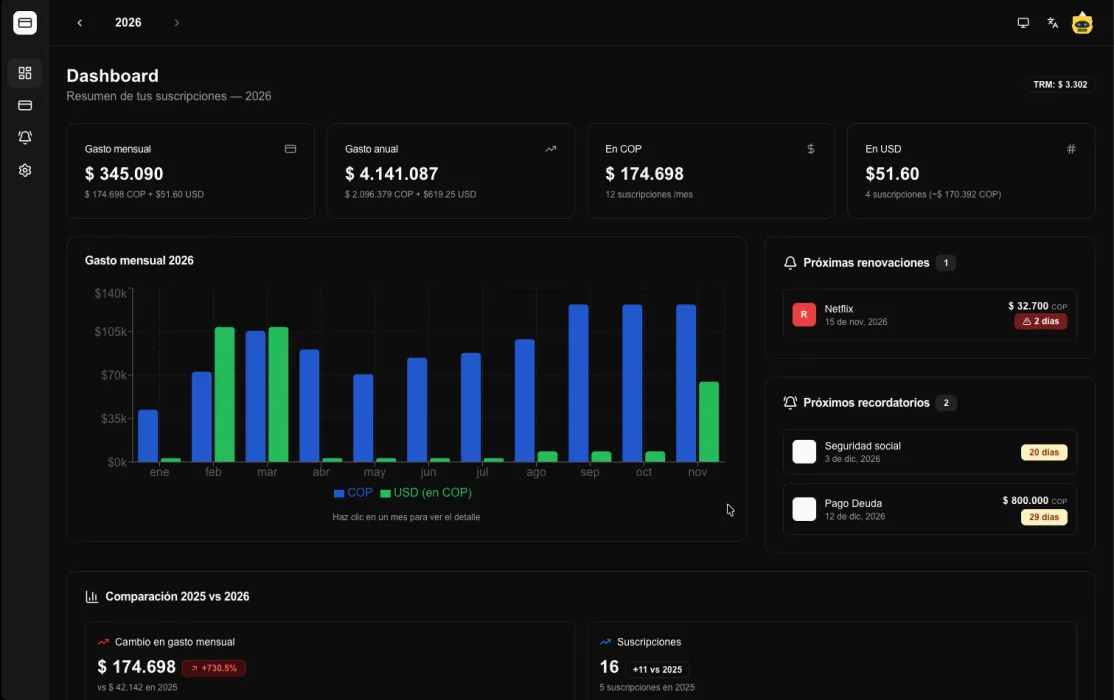 2026
Dashboard
Resumen de tus suscripciones — 2026
TRM: $ 3.302
Gasto mensual
$ 345.090
$ 174.698 COP + $51.60 USD
Gasto anual
$ 4.141.087
$ 2.096.379 COP + $619.25 USD
En COP
$
$ 174.698
12 suscripciones /mes
En USD
#
$51.60
4 suscripciones (~$ 170.392 COP)
Gasto mensual 2026
$140k
$105k
$70k
$35k
$0k
ene feb mar abr may jun jul ago sep oct nov
COP USD (en COP)
Haz clic en un mes para ver el detalle
Próximas renovaciones 1
R
Netflix
15 de nov, 2026
$ 32.700 COP
2 días
Próximos recordatorios 2
Seguridad social
3 de dic, 2026
20 días
Pago Deuda
12 de dic, 2026
$ 800.000 COP
29 días
Comparación 2025 vs 2026
Cambio en gasto mensual
$ 174.698 +730.5%
vs $ 42.142 en 2025
Suscripciones
16 +11 vs 2025
5 suscripciones en 2025